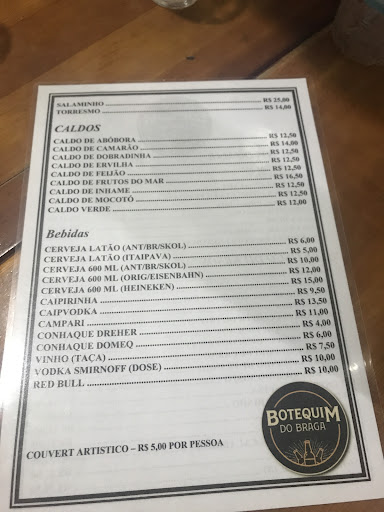 SALAMINHO R$ 25,00
TORRESMO R$ 14,00
CALDOS
CALDO DE ABÓBORA R$ 12,50
CALDO DE CAMARÃO R$ 14,00
CALDO DE DOBRADINHA R$ 12,50
CALDO DE ERVILHA R$ 12,50
CALDO DE FEIJÃO R$ 12,50
CALDO DE FRUTOS DO MAR R$ 16,50
CALDO DE INHAME R$ 12,50
CALDO DE MOCOTÓ R$ 12,50
CALDO VERDE R$ 12,00
Bebidas
CERVEJA LATÃO (ANT/BR/SKOL) R$ 6,00
CERVEJA LATÃO (ITAIPAVA) R$ 5,00
CERVEJA 600 ML (ANT/BR/SKOL) R$ 10,00
CERVEJA 600 ML (ORIG/EISENBAHN) R$ 12,00
CERVEJA 600 ML (HEINEKEN) R$ 15,00
CAIPIRINHA R$ 9,50
CAIPVODKA R$ 13,50
CAMPARI R$ 11,00
CONHAQUE DREHER R$ 4,00
CONHAQUE DOMEQ R$ 6,00
VINHO (TAÇA) R$ 7,50
VODKA SMIRNOFF (DOSE) R$ 10,00
RED BULL R$ 10,00
COUVERT ARTISTICO – R$ 5,00 POR PESSOA
BOTEQUIM
DO BRAGA